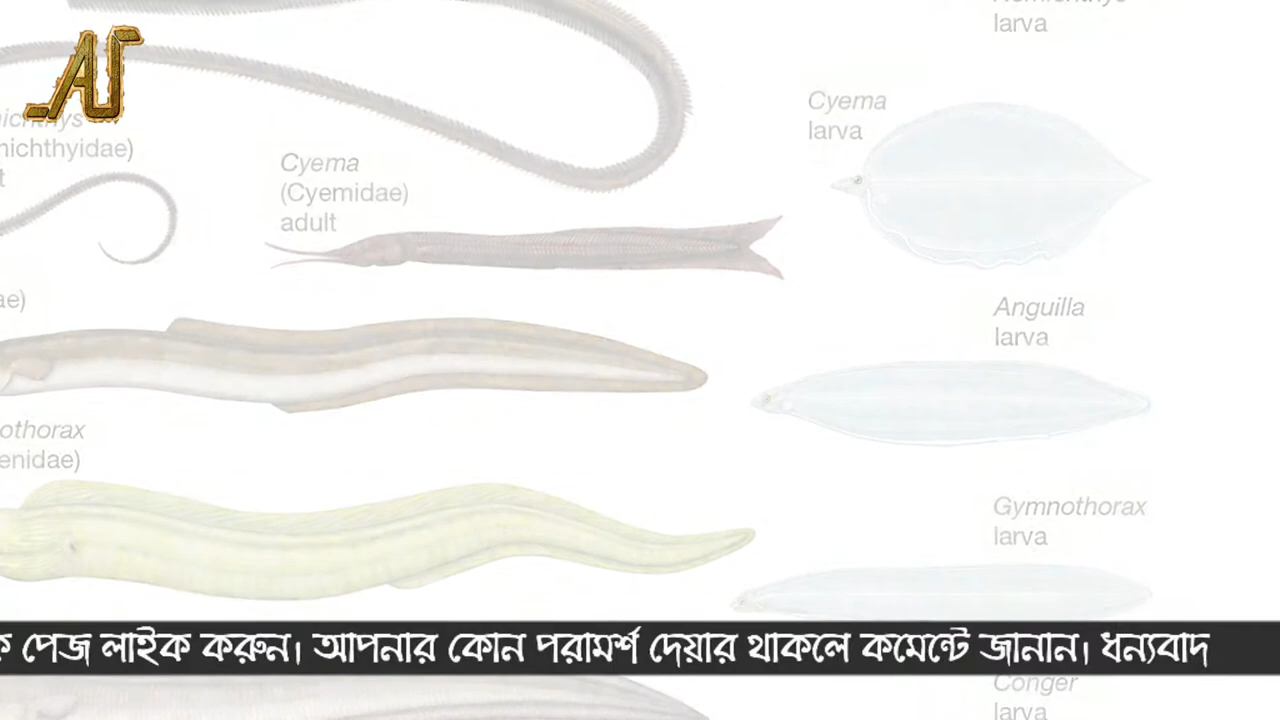 larva
Cyema
larva
Cyema
(Cyemidae)
adult
Anguilla
larva
Gymnothorax
larva
পেজ লাইক করুন। আপনার কোন পরামর্শ দেয়ার থাকলে কমেন্টে জানান। ধন্যবাদ
Conger
larva